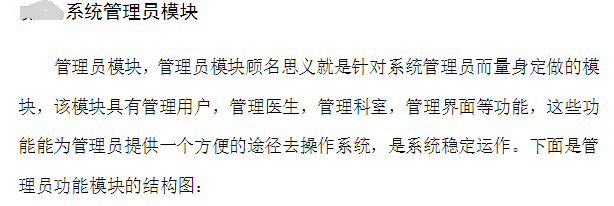 系统管理员模块
管理员模块，管理员模块顾名思义就是针对系统管理员而量身定做的模
块，该模块具有管理用户，管理医生，管理科室，管理界面等功能，这些功
能能为管理员提供一个方便的途径去操作系统，是系统稳定运作。下面是管
理员功能模块的结构图：